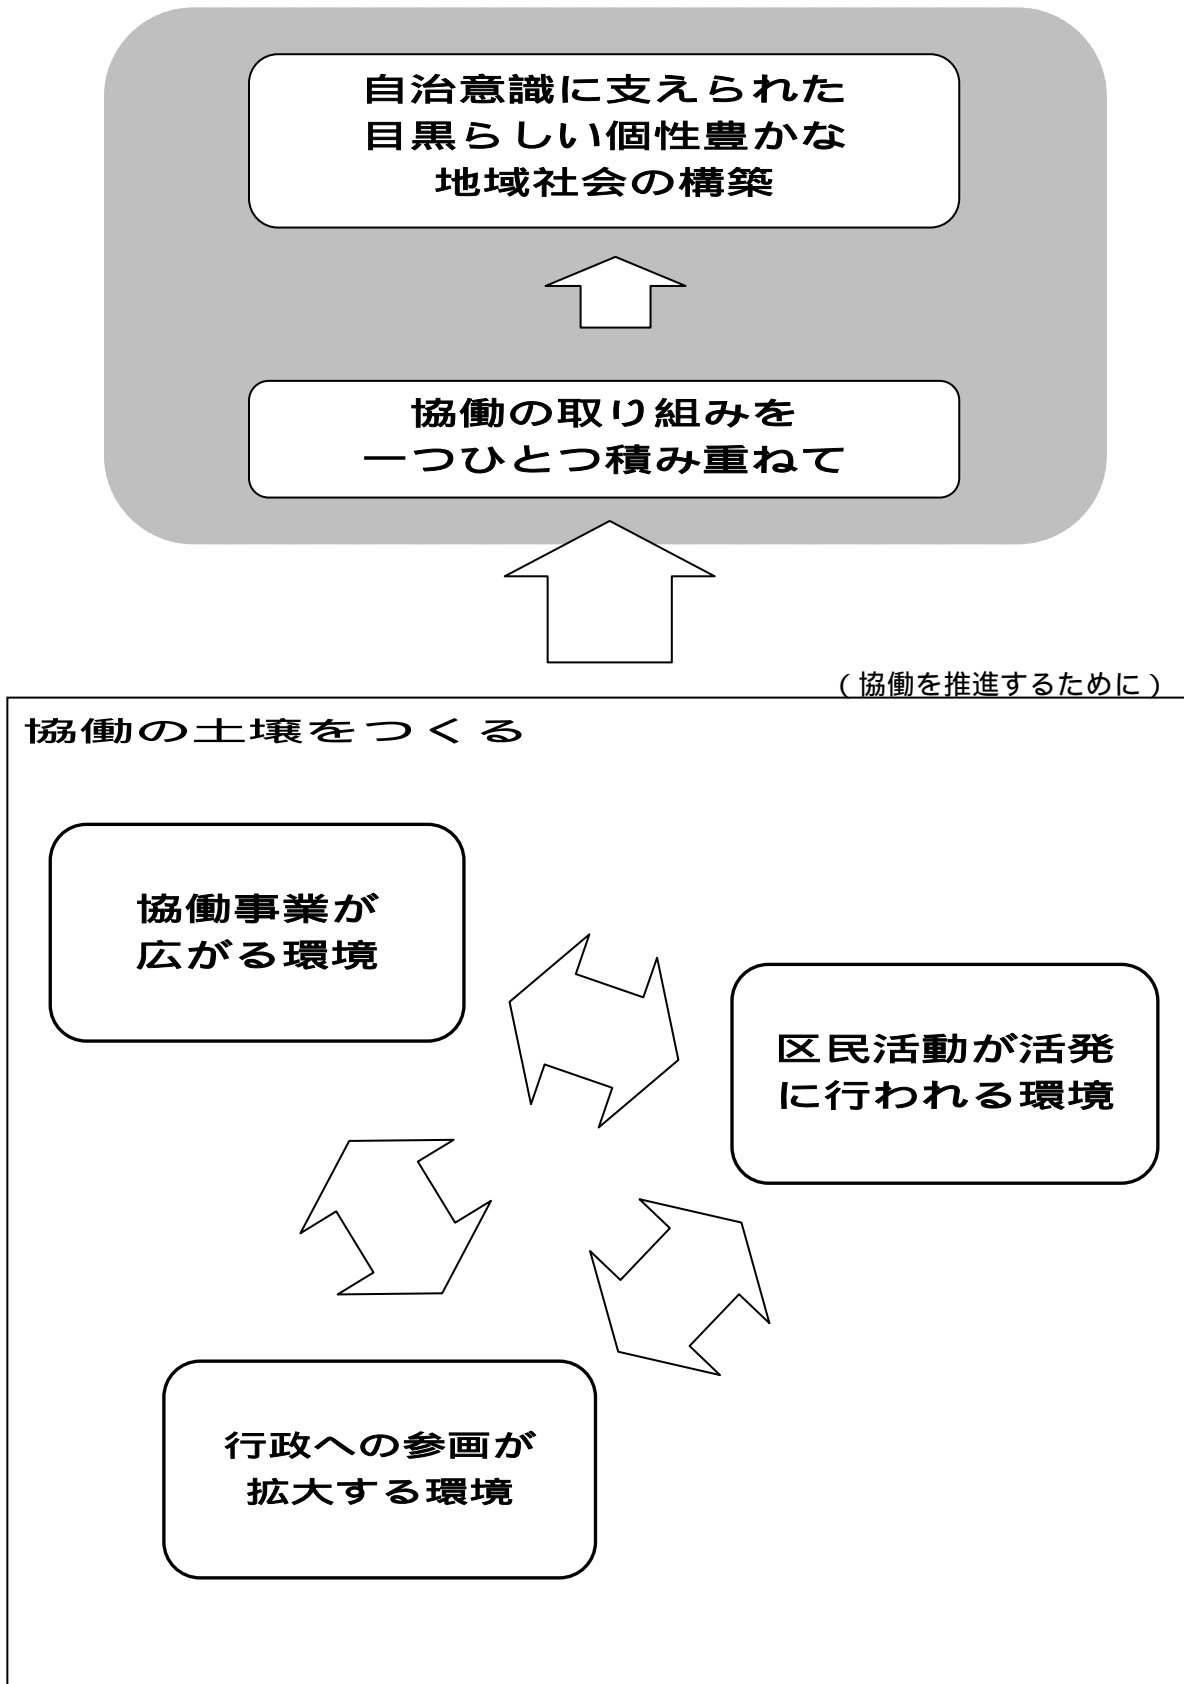 自治意識に支えられた
目黒らしい個性豊かな
地域社会の構築
協働の取り組みを
一つひとつ積み重ねて
（協働を推進するために）
協働の土壌をつくる
協働事業が
広がる環境
区民活動が活発
に行われる環境
行政への参画が
拡大する環境